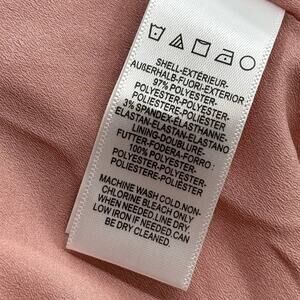 SHELL-EXTERIEUR-
AUßERHALB-FUORI-EXTERIOR
97% POLYESTER-
POLYESTER-POLYESTER-
POLIESTERE-POLIÉSTER
3% SPANDEX-ÉLASTHANNE-
ELASTAN-ELASTAN-ELASTANO
LINING-DOUBLURE-
FUTTER-FODERA-FORRO:
100% POLYESTER-
POLYESTER-POLYESTER-
POLIESTERE-POLIÉSTER
MACHINE WASH COLD.NON-
CHLORINE BLEACH ONLY
WHEN NEEDED.LINE DRY.
LOW IRON IF NEEDED.CAN
BE DRY CLEANED.